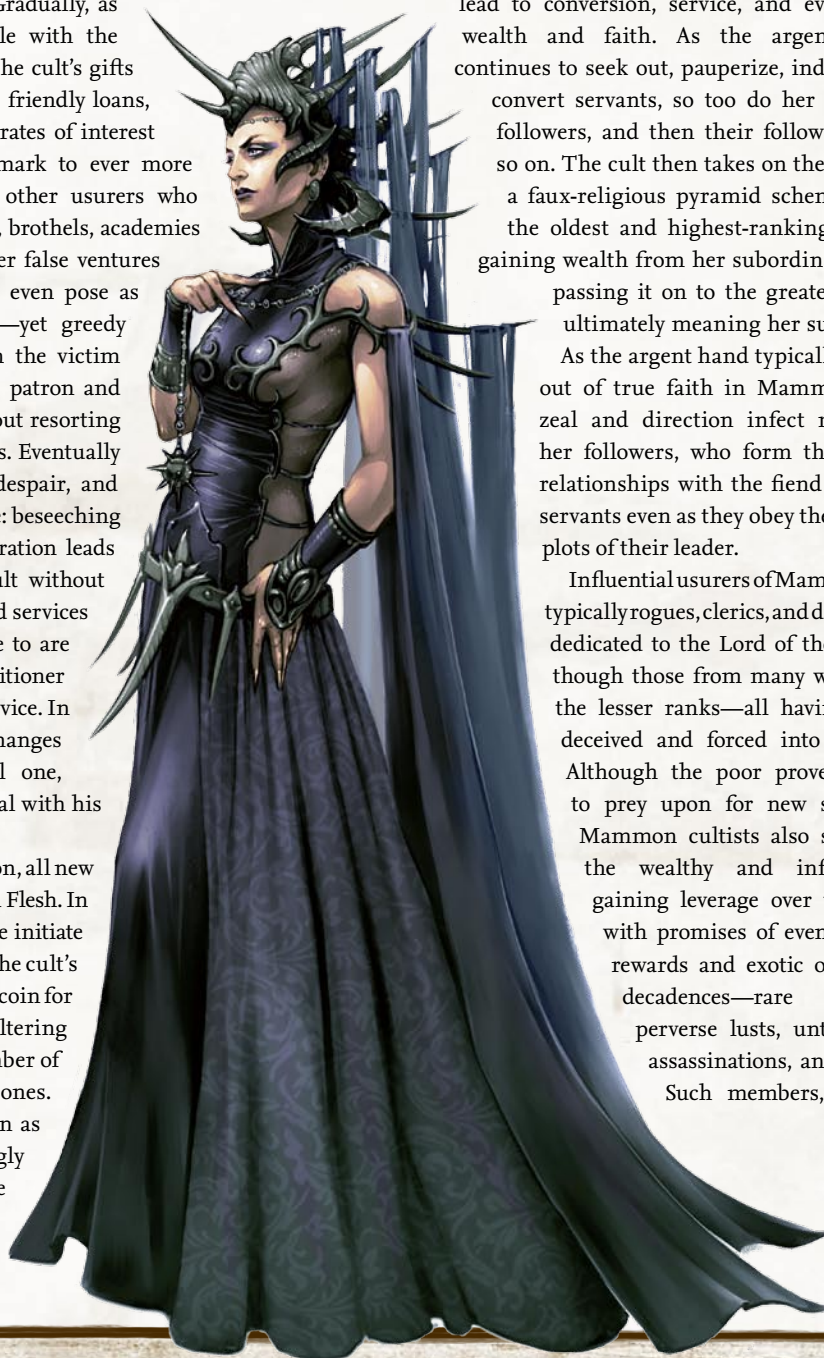 Gradually, as
le with the
he cult's gifts
friendly loans,
rates of interest
mark to ever more
other usurers who
, brothels, academies
er false ventures
even pose as
—yet greedy
n the victim
patron and
out resorting
s. Eventually
despair, and
e: beseeching
ration leads
ult without
d services
e to are
itioner
vice. In
hanges
l one,
al with his
on, all new
Flesh. In
e initiate
he cult's
coin for
ltering
ber of
ones.
n as
gly
e
lead to conversion, service, and ev
wealth and faith. As the argen
continues to seek out, pauperize, ind
convert servants, so too do her
followers, and then their follow
so on. The cult then takes on the
a faux-religious pyramid schem
the oldest and highest-ranking
gaining wealth from her subordin
passing it on to the greate
ultimately meaning her su
As the argent hand typicall
out of true faith in Mamm
zeal and direction infect m
her followers, who form th
relationships with the fiend
servants even as they obey the
plots of their leader.
Influential usurers of Mam
typically rogues, clerics, and d
dedicated to the Lord of the
though those from many w
the lesser ranks—all havi
deceived and forced into
Although the poor prove
to prey upon for new s
Mammon cultists also s
the wealthy and inf
gaining leverage over
with promises of even
rewards and exotic o
decadences—rare
perverse lusts, unt
assassinations, an
Such members,